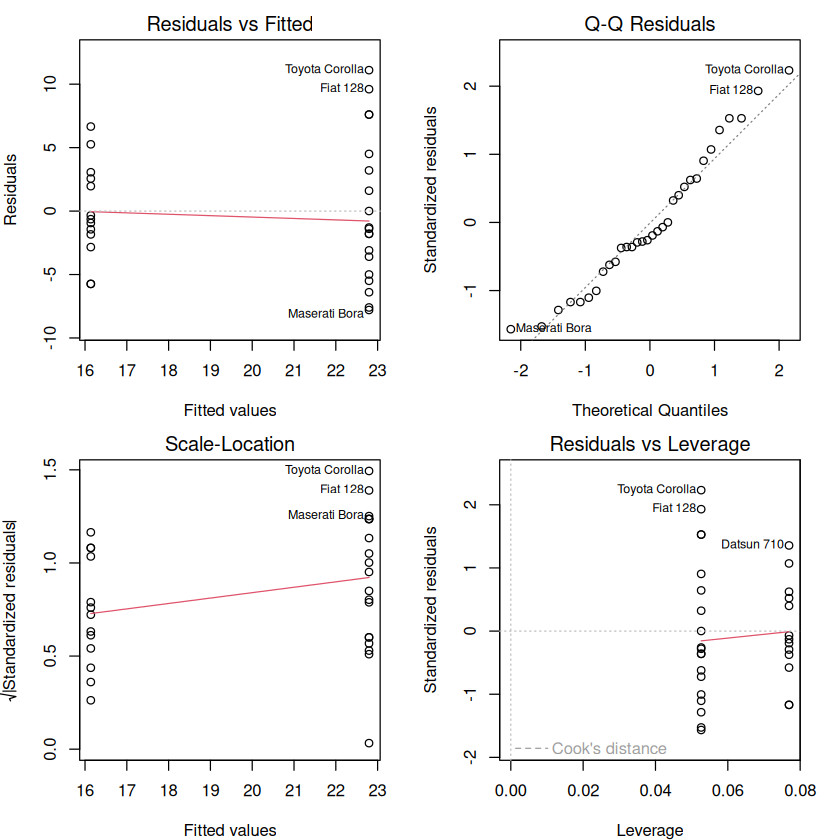 Residuals vs Fitted
Residuals
10
5
0
-5
-10
Toyota Corolla
Fiat 128
Maserati Bora
16 17 18 19 20 21 22 23
Fitted values
Q-Q Residuals
Standardized residuals
2
1
0
-1
Toyota Corolla
Fiat 128
Maserati Bora
-2 -1 0 1 2
Theoretical Quantiles
Scale-Location
√|Standardized residuals|
1.5
1.0
0.5
0.0
Toyota Corolla
Fiat 128
Maserati Bora
16 17 18 19 20 21 22 23
Fitted values
Residuals vs Leverage
Standardized residuals
2
1
0
-1
-2
Toyota Corolla
Fiat 128
Datsun 710
Cook's distance
0.00 0.02 0.04 0.06 0.08
Leverage